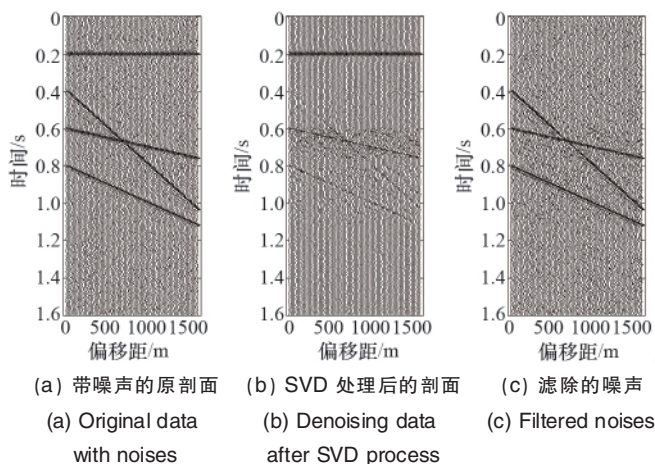 0
0.2
0.4
0.6
0.8
1.0
1.2
1.4
1.6
时间/s
0 500 1000 1500
偏移距/m
0
0.2
0.4
0.6
0.8
1.0
1.2
1.4
1.6
时间/s
0 500 1000 1500
偏移距/m
0
0.2
0.4
0.6
0.8
1.0
1.2
1.4
1.6
时间/s
0 500 1000 1500
偏移距/m
(a) 带噪声的原剖面
(a) Original data
with noises
(b) SVD 处理后的剖面
(b) Denoising data
after SVD process
(c) 滤除的噪声
(c) Filtered noises